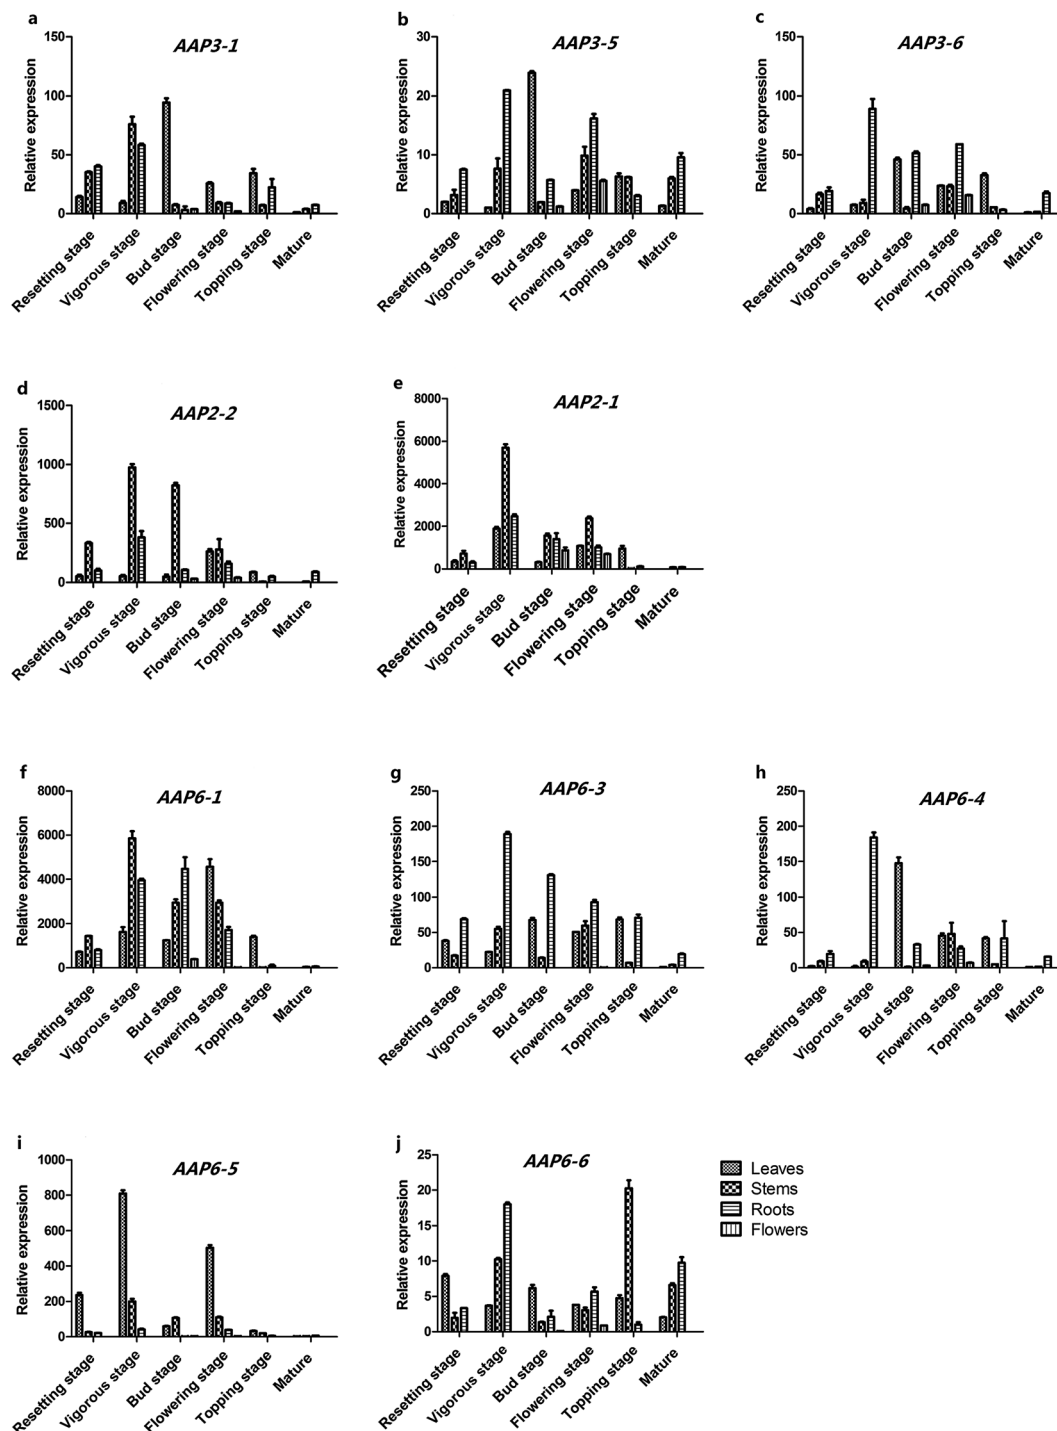 a
AAP3-1
Relative expression
150
100
50
0
Resetting stage
Vigorous stage
Bud stage
Flowering stage
Topping stage
Mature
b
AAP3-5
Relative expression
30
20
10
0
Resetting stage
Vigorous stage
Bud stage
Flowering stage
Topping stage
Mature
c
AAP3-6
Relative expression
150
100
50
0
Resetting stage
Vigorous stage
Bud stage
Flowering stage
Topping stage
Mature
d
AAP2-2
Relative expression
1500
1000
500
0
Resetting stage
Vigorous stage
Bud stage
Flowering stage
Topping stage
Mature
e
AAP2-1
Relative expression
8000
6000
4000
2000
0
Resetting stage
Vigorous stage
Bud stage
Flowering stage
Topping stage
Mature
f
AAP6-1
Relative expression
8000
6000
4000
2000
0
Resetting stage
Vigorous stage
Bud stage
Flowering stage
Topping stage
Mature
g
AAP6-3
Relative expression
250
200
150
100
50
0
Resetting stage
Vigorous stage
Bud stage
Flowering stage
Topping stage
Mature
h
AAP6-4
Relative expression
250
200
150
100
50
0
Resetting stage
Vigorous stage
Bud stage
Flowering stage
Topping stage
Mature
i
AAP6-5
Relative expression
1000
800
600
400
200
0
Resetting stage
Vigorous stage
Bud stage
Flowering stage
Topping stage
Mature
j
AAP6-6
Relative expression
25
20
15
10
5
0
Resetting stage
Vigorous stage
Bud stage
Flowering stage
Topping stage
Mature
Leaves
Stems
Roots
Flowers